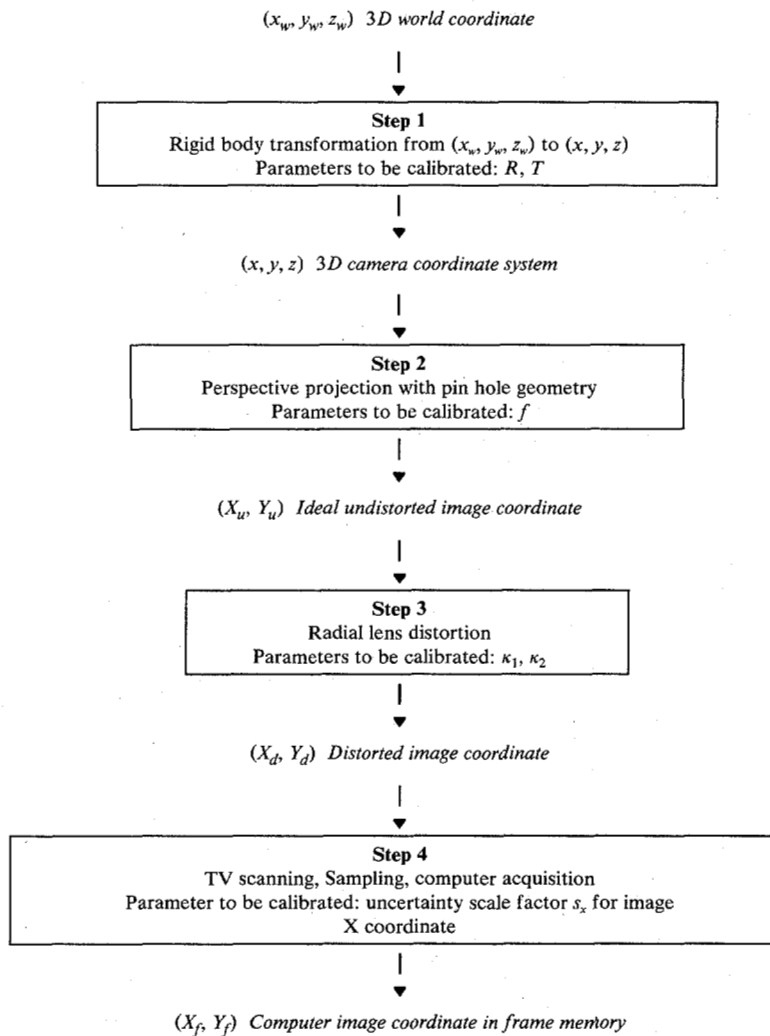 (x_w, y_w, z_w) 3D world coordinate
Step 1
Rigid body transformation from (x_w, y_w, z_w) to (x, y, z)
Parameters to be calibrated: R, T
(x, y, z) 3D camera coordinate system
Step 2
Perspective projection with pin hole geometry
Parameters to be calibrated: f
(X_u, Y_u) Ideal undistorted image coordinate
Step 3
Radial lens distortion
Parameters to be calibrated: κ₁, κ₂
(X_d, Y_d) Distorted image coordinate
Step 4
TV scanning, Sampling, computer acquisition
Parameter to be calibrated: uncertainty scale factor s_x for image
X coordinate
(X_f, Y_f) Computer image coordinate in frame memory